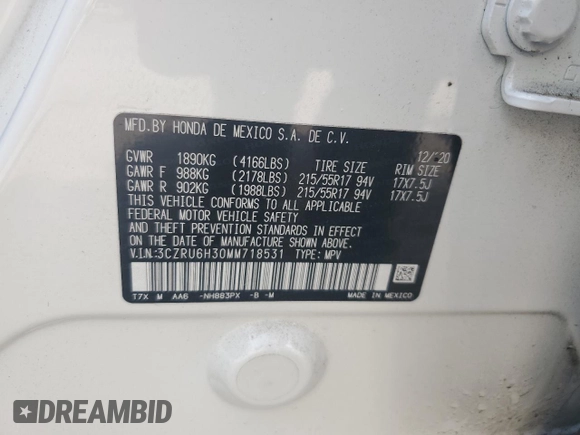 MFD.BY HONDA DE MEXICO S.A. DE C.V.
GVWR 1890KG (4166LBS) TIRE SIZE 12/20 RIM SIZE
GAWR F 988KG (2178LBS) 215/55R17 94V 17X7.5J
GAWR R 902KG (1988LBS) 215/55R17 94V 17X7.5J
THIS VEHICLE CONFORMS TO ALL APPLICABLE
FEDERAL MOTOR VEHICLE SAFETY
AND THEFT PREVENTION STANDARDS IN EFFECT
ON THE DATE OF MANUFACTURE SHOWN ABOVE.
V.I.N.:3CZRU6H30MM718531 TYPE: MPV
T7X M AA6 -NH883PX -B -M MADE IN MEXICO
DREAMBID